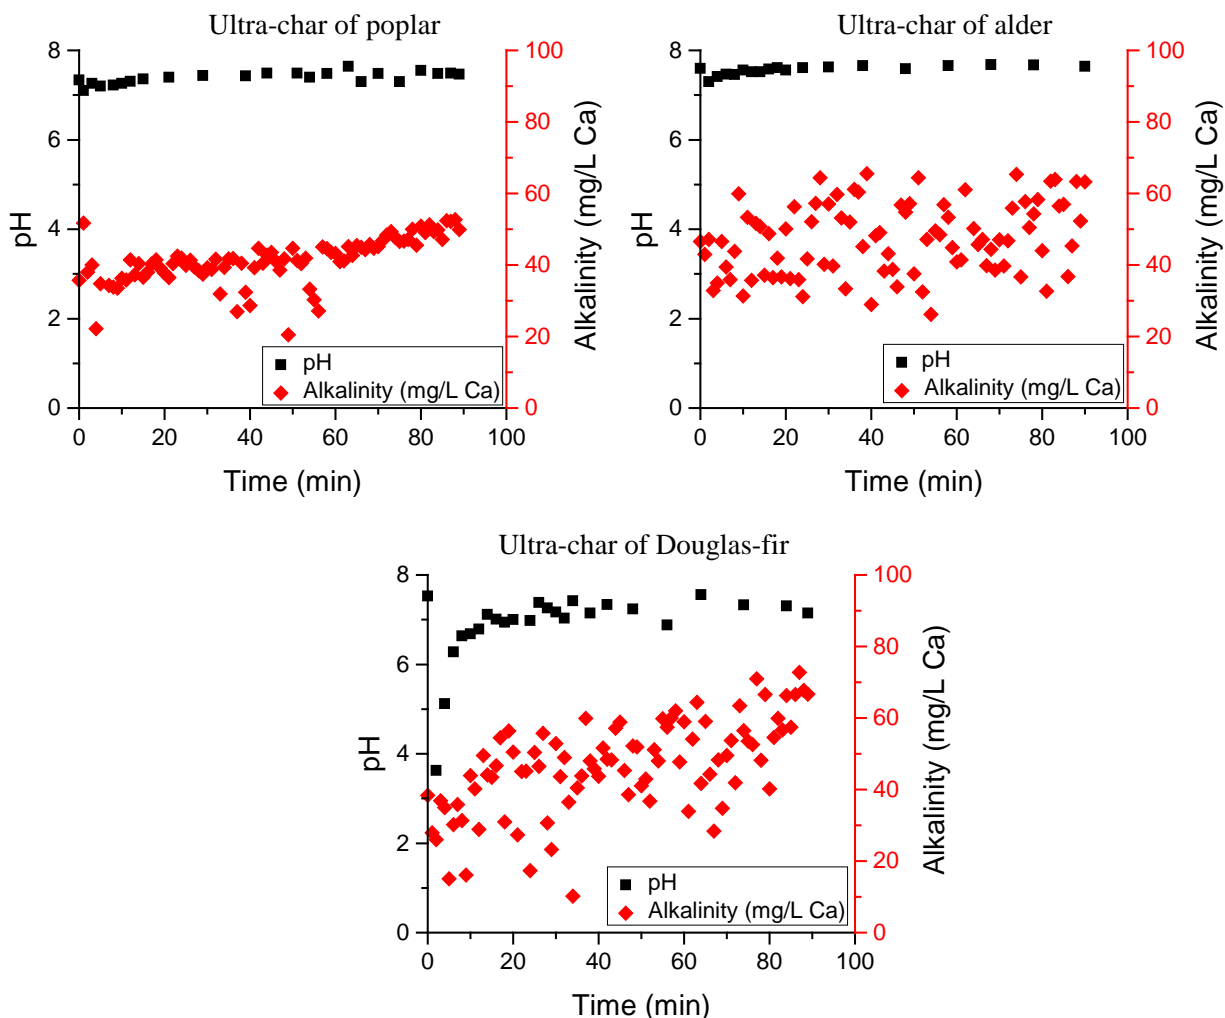 Ultra-char of poplar
8
6
4
2
0
pH
100
80
60
40
20
0
Alkalinity (mg/L Ca)
pH
Alkalinity (mg/L Ca)
0 20 40 60 80 100
Time (min)
Ultra-char of alder
8
6
4
2
0
pH
100
80
60
40
20
0
Alkalinity (mg/L Ca)
pH
Alkalinity (mg/L Ca)
0 20 40 60 80 100
Time (min)
Ultra-char of Douglas-fir
8
6
4
2
0
pH
100
80
60
40
20
0
Alkalinity (mg/L Ca)
pH
Alkalinity (mg/L Ca)
0 20 40 60 80 100
Time (min)